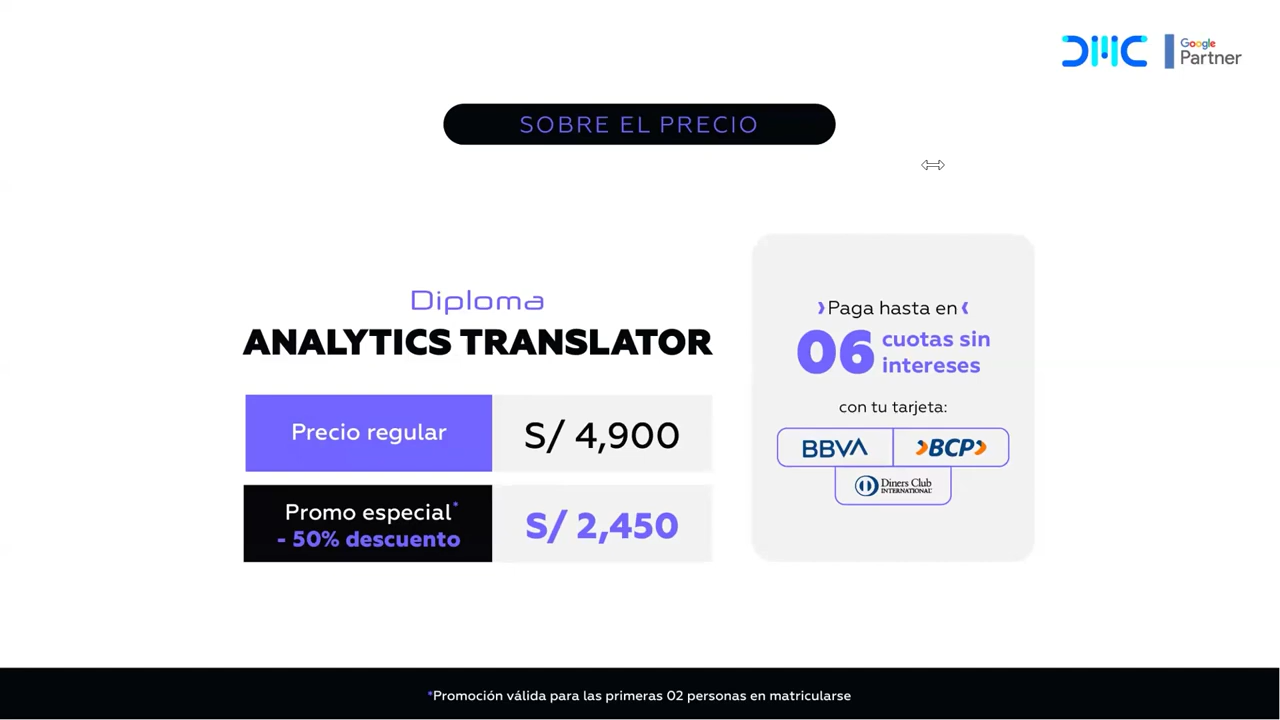 DMC
Google
Partner
SOBRE EL PRECIO
Diploma
ANALYTICS TRANSLATOR
Precio regular
S/ 4,900
Promo especial*
- 50% descuento
S/ 2,450
Paga hasta en
06 cuotas sin
intereses
con tu tarjeta:
BBVA
BCP
Diners Club
INTERNATIONAL
*Promoción válida para las primeras 02 personas en matricularse